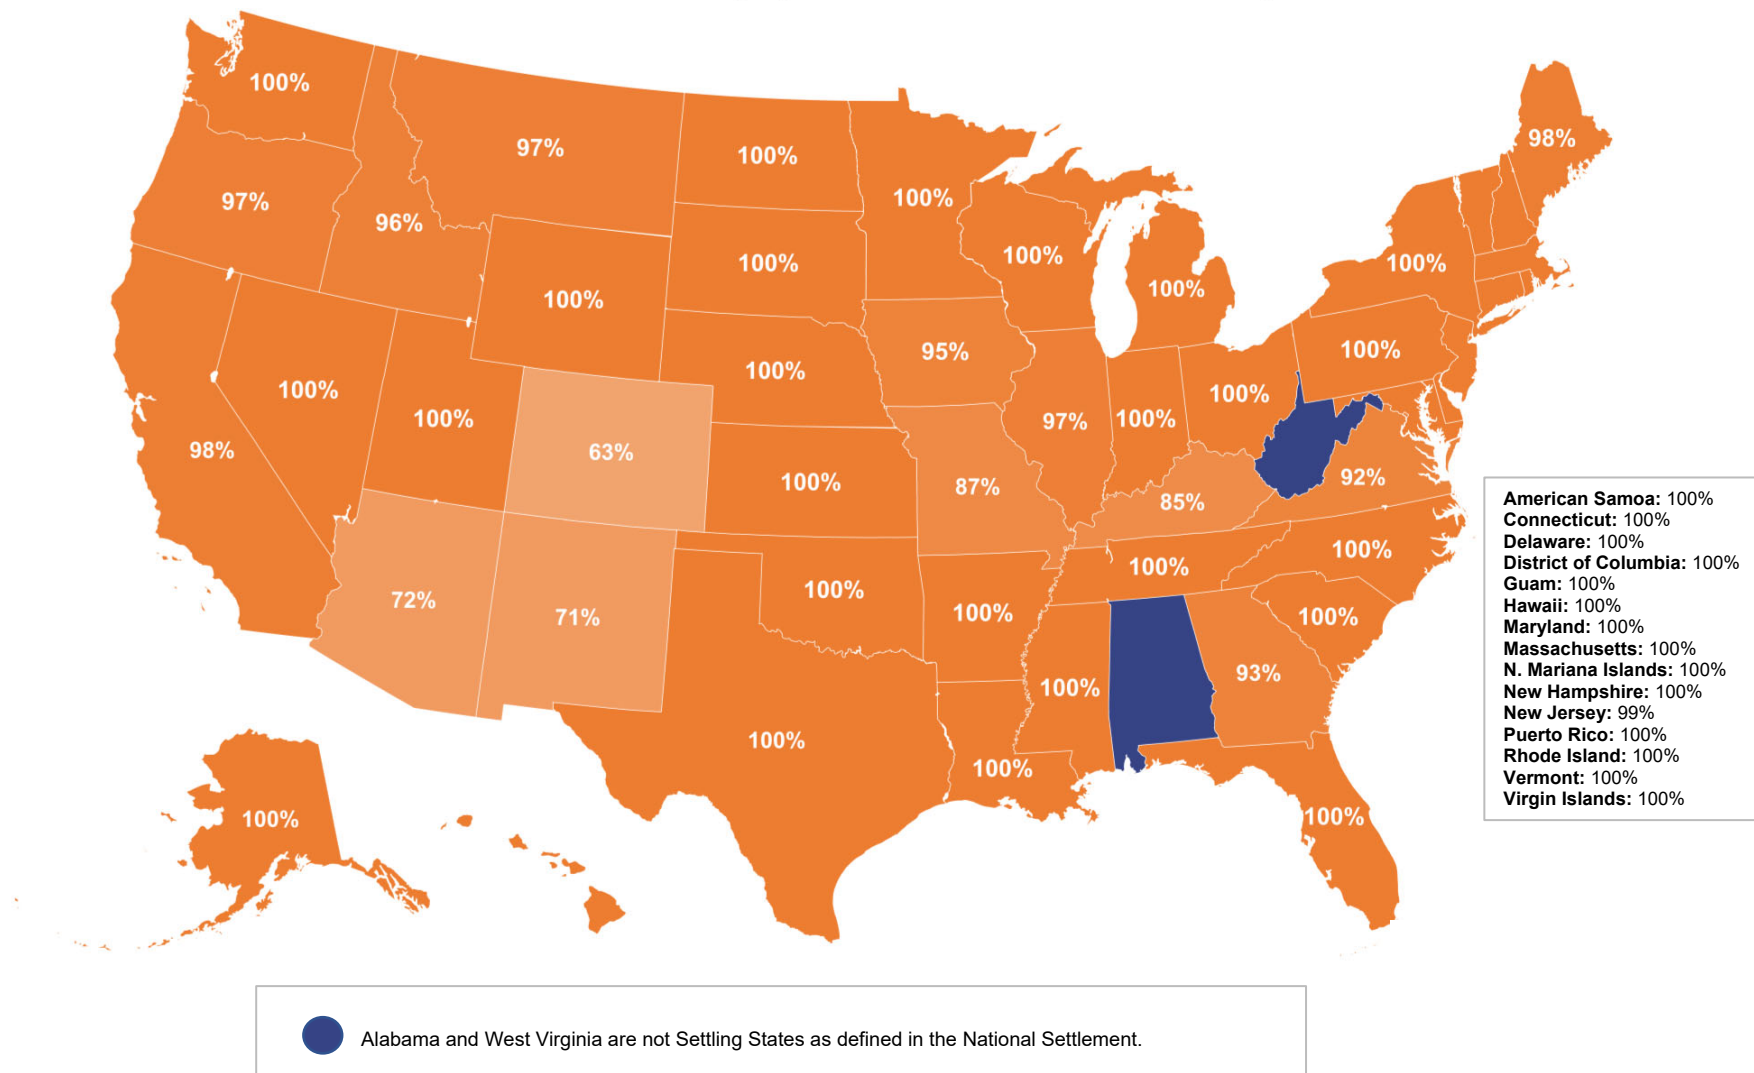 100%
97%
100%
98%
97%
96%
100%
100%
100%
100%
100%
100%
100%
100%
95%
100%
97%
100%
100%
100%
98%
100%
100%
63%
100%
87%
85%
92%
72%
71%
100%
100%
100%
100%
100%
100%
100%
100%
93%
100%
100%
100%
American Samoa: 100%
Connecticut: 100%
Delaware: 100%
District of Columbia: 100%
Guam: 100%
Hawaii: 100%
Maryland: 100%
Massachusetts: 100%
N. Mariana Islands: 100%
New Hampshire: 100%
New Jersey: 99%
Puerto Rico: 100%
Rhode Island: 100%
Vermont: 100%
Virgin Islands: 100%
Alabama and West Virginia are not Settling States as defined in the National Settlement.